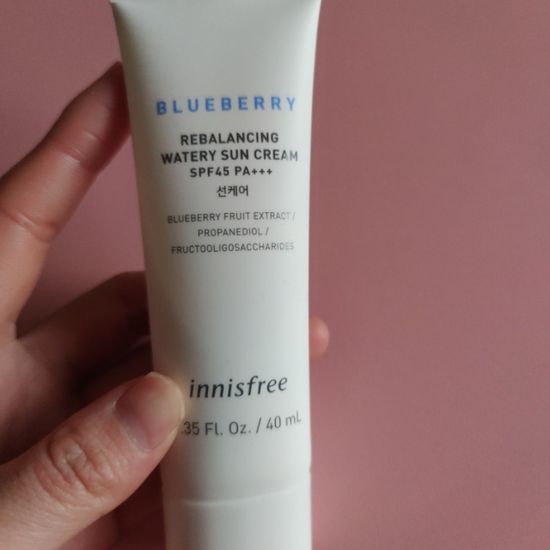 BLUEBERRY
REBALANCING
WATERY SUN CREAM
SPF45 PA+++
선케어
BLUEBERRY FRUIT EXTRACT /
PROPANEDIOL /
FRUCTOOLIGOSACCHARIDES
innisfree
.35 Fl. Oz. / 40 mL